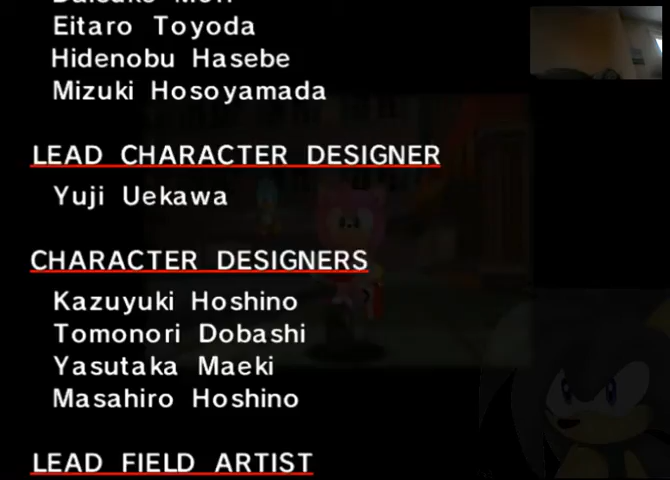 Eitaro Toyoda
Hidenobu Hasebe
Mizuki Hosoyamada
LEAD CHARACTER DESIGNER
Yuji Uekawa
CHARACTER DESIGNERS
Kazuyuki Hoshino
Tomonori Dobashi
Yasutaka Maeki
Masahiro Hoshino
LEAD FIELD ARTIST